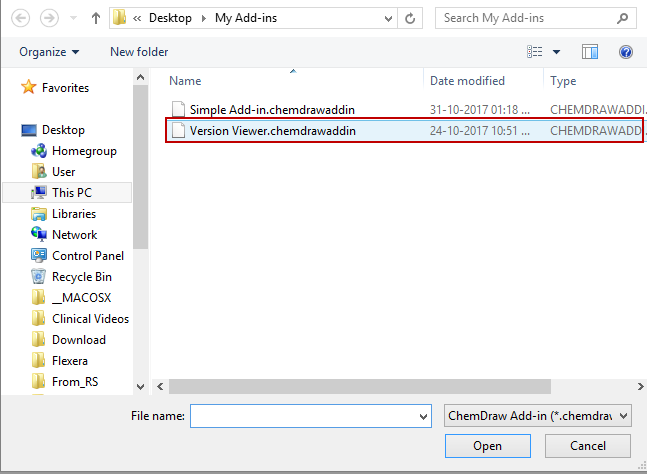 « Desktop ▸ My Add-ins
Search My Add-ins
Organize
New folder
Favorites
Desktop
Homegroup
User
This PC
Libraries
Network
Control Panel
Recycle Bin
__MACOSX
Clinical Videos
Download
Flexera
From_RS
Name Date modified Type
Simple Add-in.chemdrawaddin 31-10-2017 01:18 ... CHEMDRAWADDI
Version Viewer.chemdrawaddin 24-10-2017 10:51 ... CHEMDRAWADDI
File name:
ChemDraw Add-in (*.chemdraw
Open Cancel